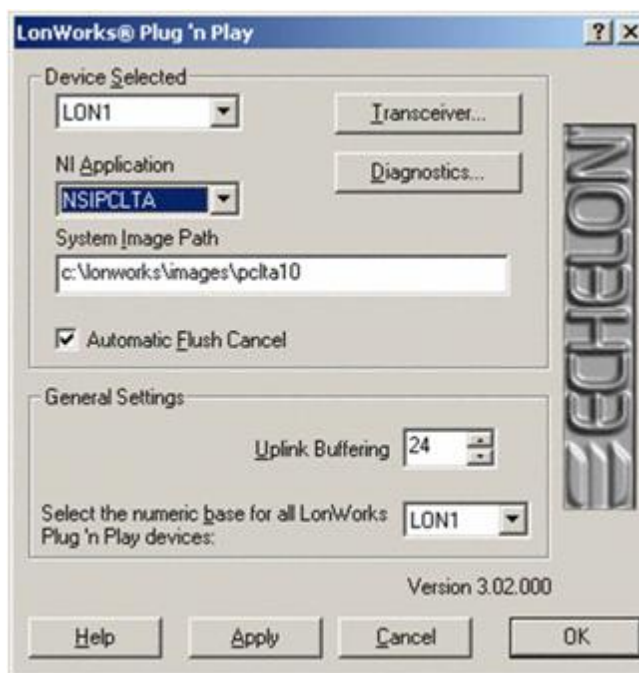 LonWorks® Plug 'n Play
Device Selected
LON1
Transceiver...
NI Application
Diagnostics...
NSIPCLTA
System Image Path
c:\lonworks\images\pclta10
Automatic Flush Cancel
ECHELON
General Settings
Uplink Buffering
24
Select the numeric base for all LonWorks
Plug 'n Play devices:
LON1
Version 3.02.000
Help
Apply
Cancel
OK